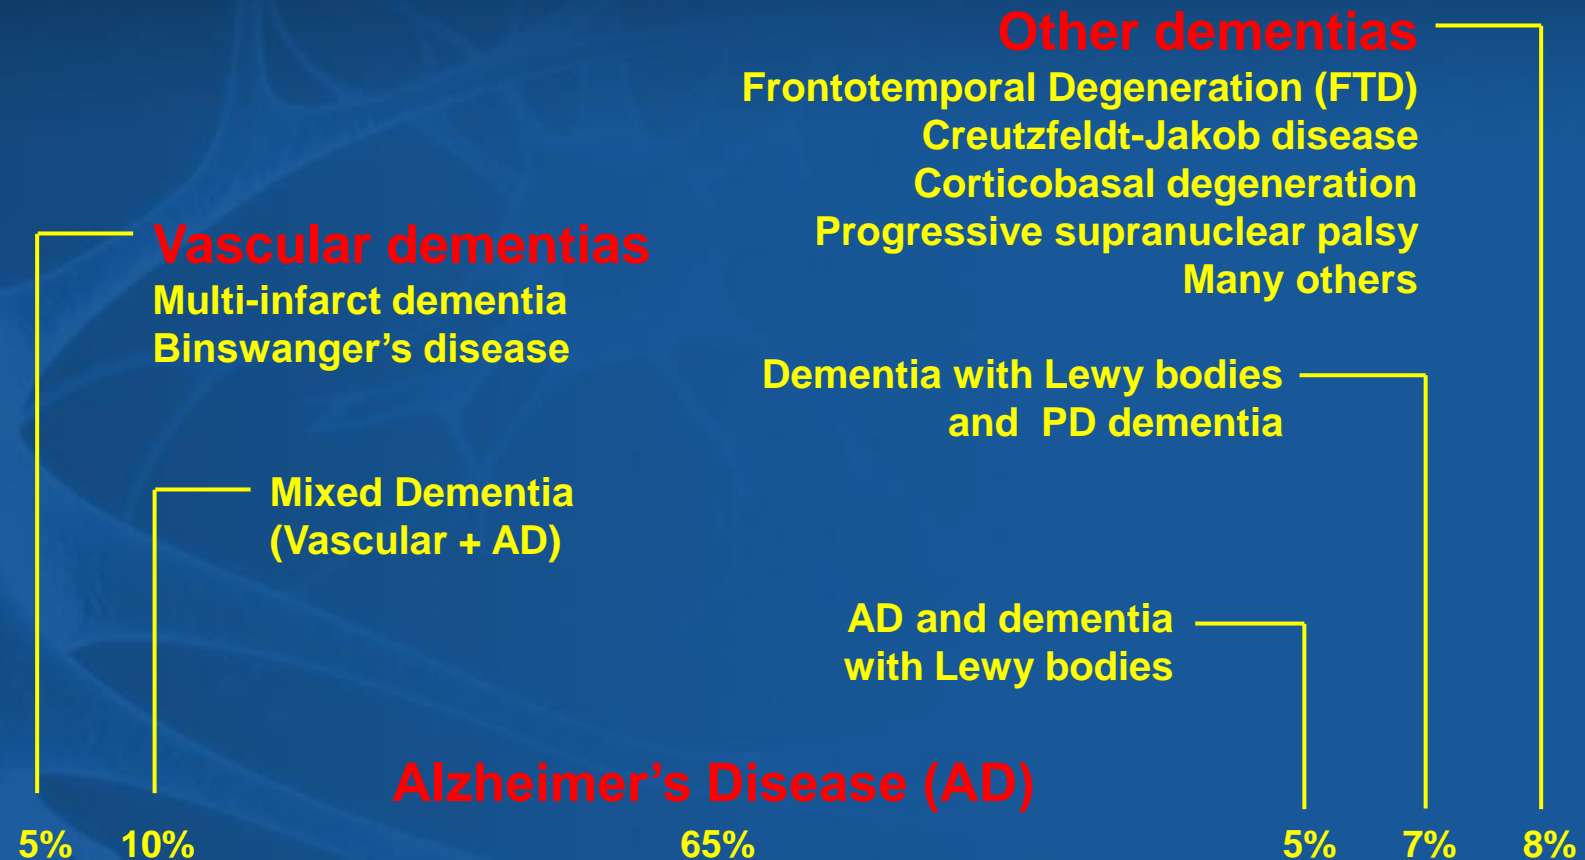 Other dementias
Frontotemporal Degeneration (FTD)
Creutzfeldt-Jakob disease
Corticobasal degeneration
Progressive supranuclear palsy
Many others
Vascular dementias
Multi-infarct dementia
Binswanger’s disease
Dementia with Lewy bodies
and PD dementia
Mixed Dementia
(Vascular + AD)
AD and dementia
with Lewy bodies
Alzheimer’s Disease (AD)
5% 10% 65% 5% 7% 8%